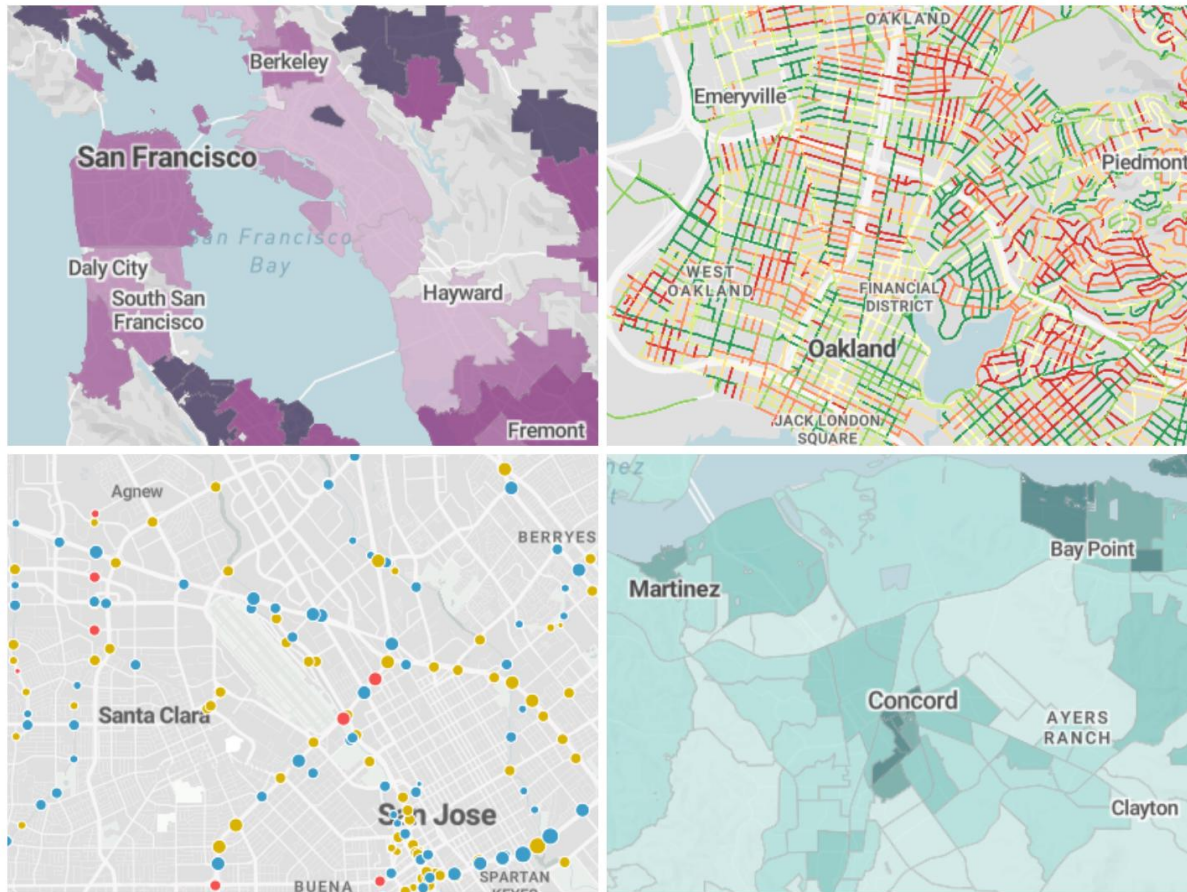 Berkeley
San Francisco
San Francisco
Bay
Daly City
South San
Francisco
Hayward
Fremont
OAKLAND
Emeryville
Piedmont
WEST
OAKLAND
FINANCIAL
DISTRICT
Oakland
JACK LONDON
SQUARE
Agnew
BERRYES
Santa Clara
San Jose
BUENA
SPARTAN
KEYES
nez
t
Bay Point
Martinez
Concord
AYERS
RANCH
Clayton